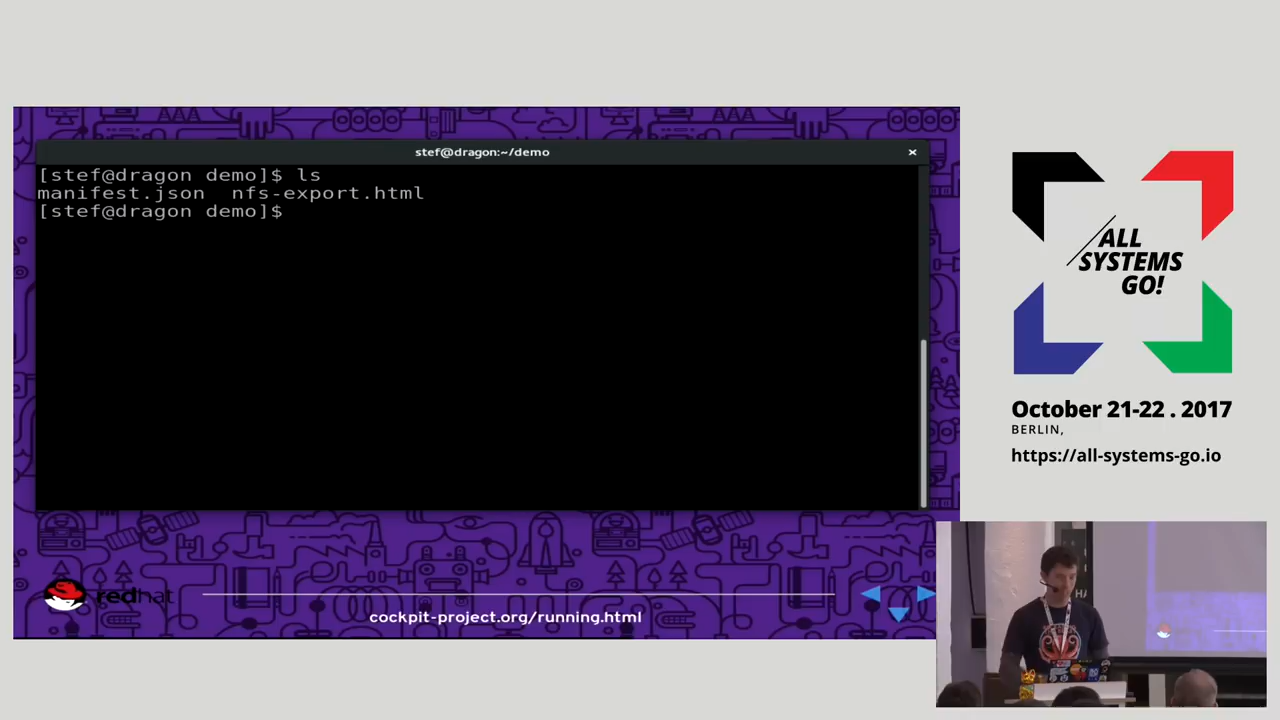 stef@dragon:~/demo
[stef@dragon demo]$ ls
manifest.json  nfs-export.html
[stef@dragon demo]$
redhat
cockpit-project.org/running.html
ALL
SYSTEMS
GO!
October 21-22 . 2017
BERLIN,
https://all-systems-go.io